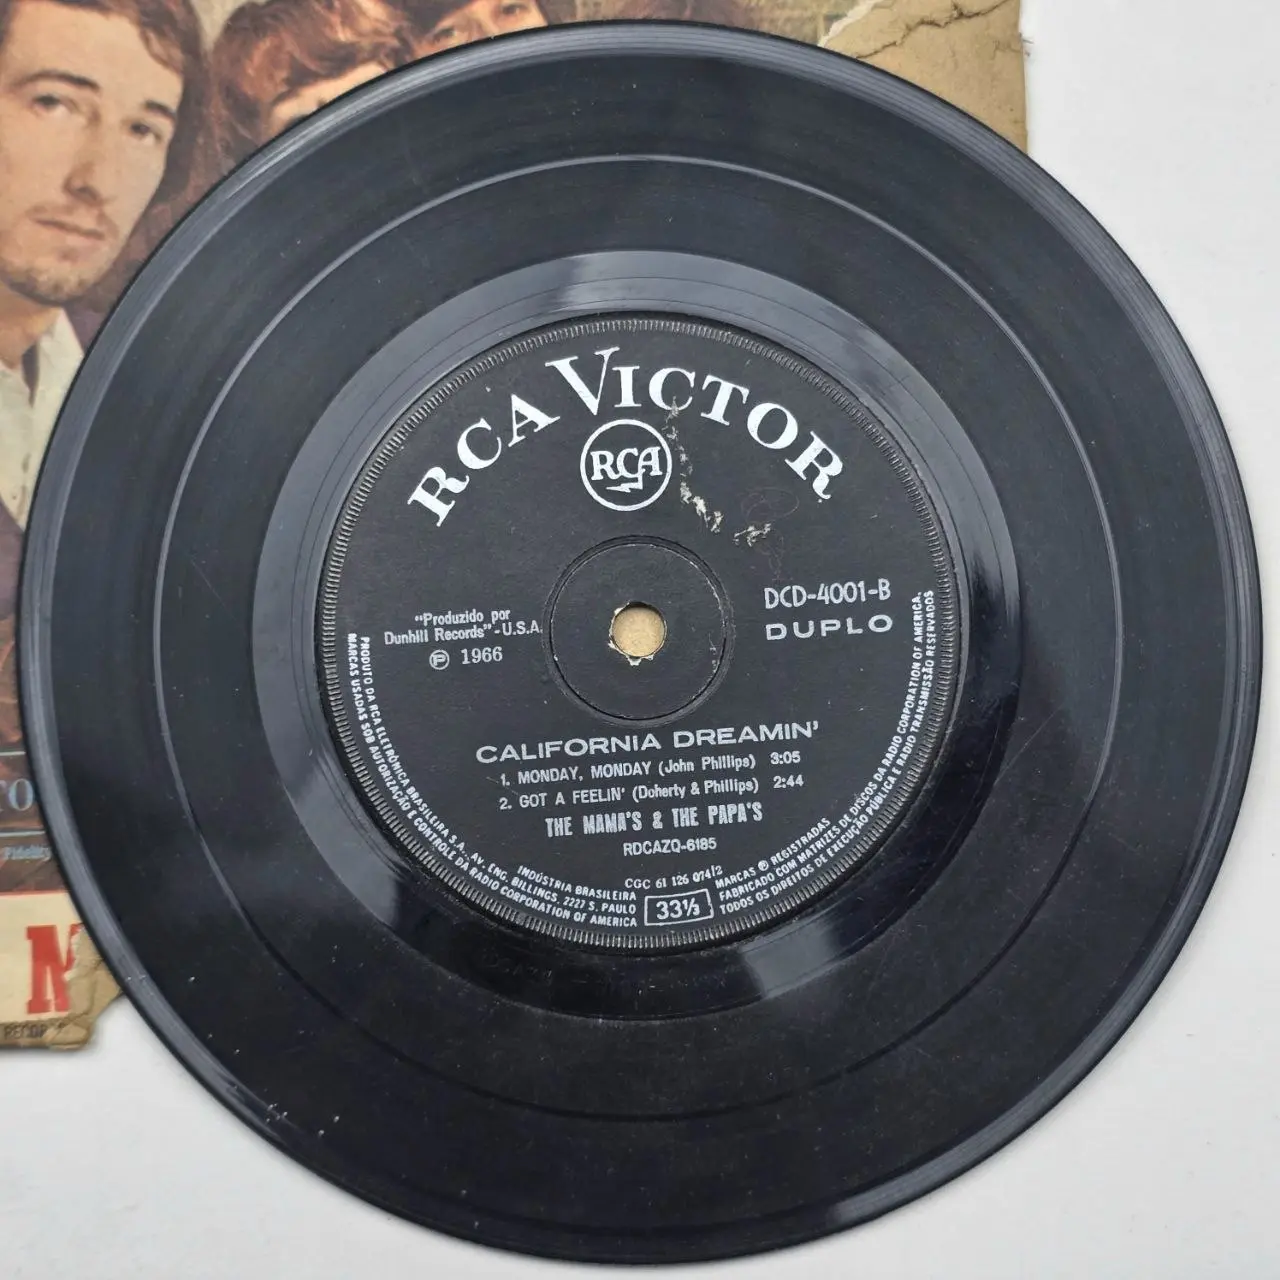 RCA VICTOR
RCA
"Produzido por
Dunhill Records"-U.S.A.
℗ 1966
DCD-4001-B
DUPLO
CALIFORNIA DREAMIN'
1. MONDAY, MONDAY (John Phillips) 3:05
2. GOT A FEELIN' (Doherty & Phillips) 2:44
THE MAMA'S & THE PAPA'S
RDCAZQ-6185
CGC 61 126 074/2
33⅓
PRODUTO DA RCA ELETRÔNICA BRASILEIRA S.A., AV. ENG. BILLINGS, 2227 S. PAULO
INDÚSTRIA BRASILEIRA
MARCAS USADAS SOB AUTORIZAÇÃO E CONTROLE DA RADIO CORPORATION OF AMERICA
MARCAS ® REGISTRADAS
FABRICADO COM MATRIZES DE DISCOS DA RADIO CORPORATION OF AMERICA.
TODOS OS DIREITOS DE EXECUÇÃO PÚBLICA E RADIO TRANSMISSÃO RESERVADOS
Fidelity